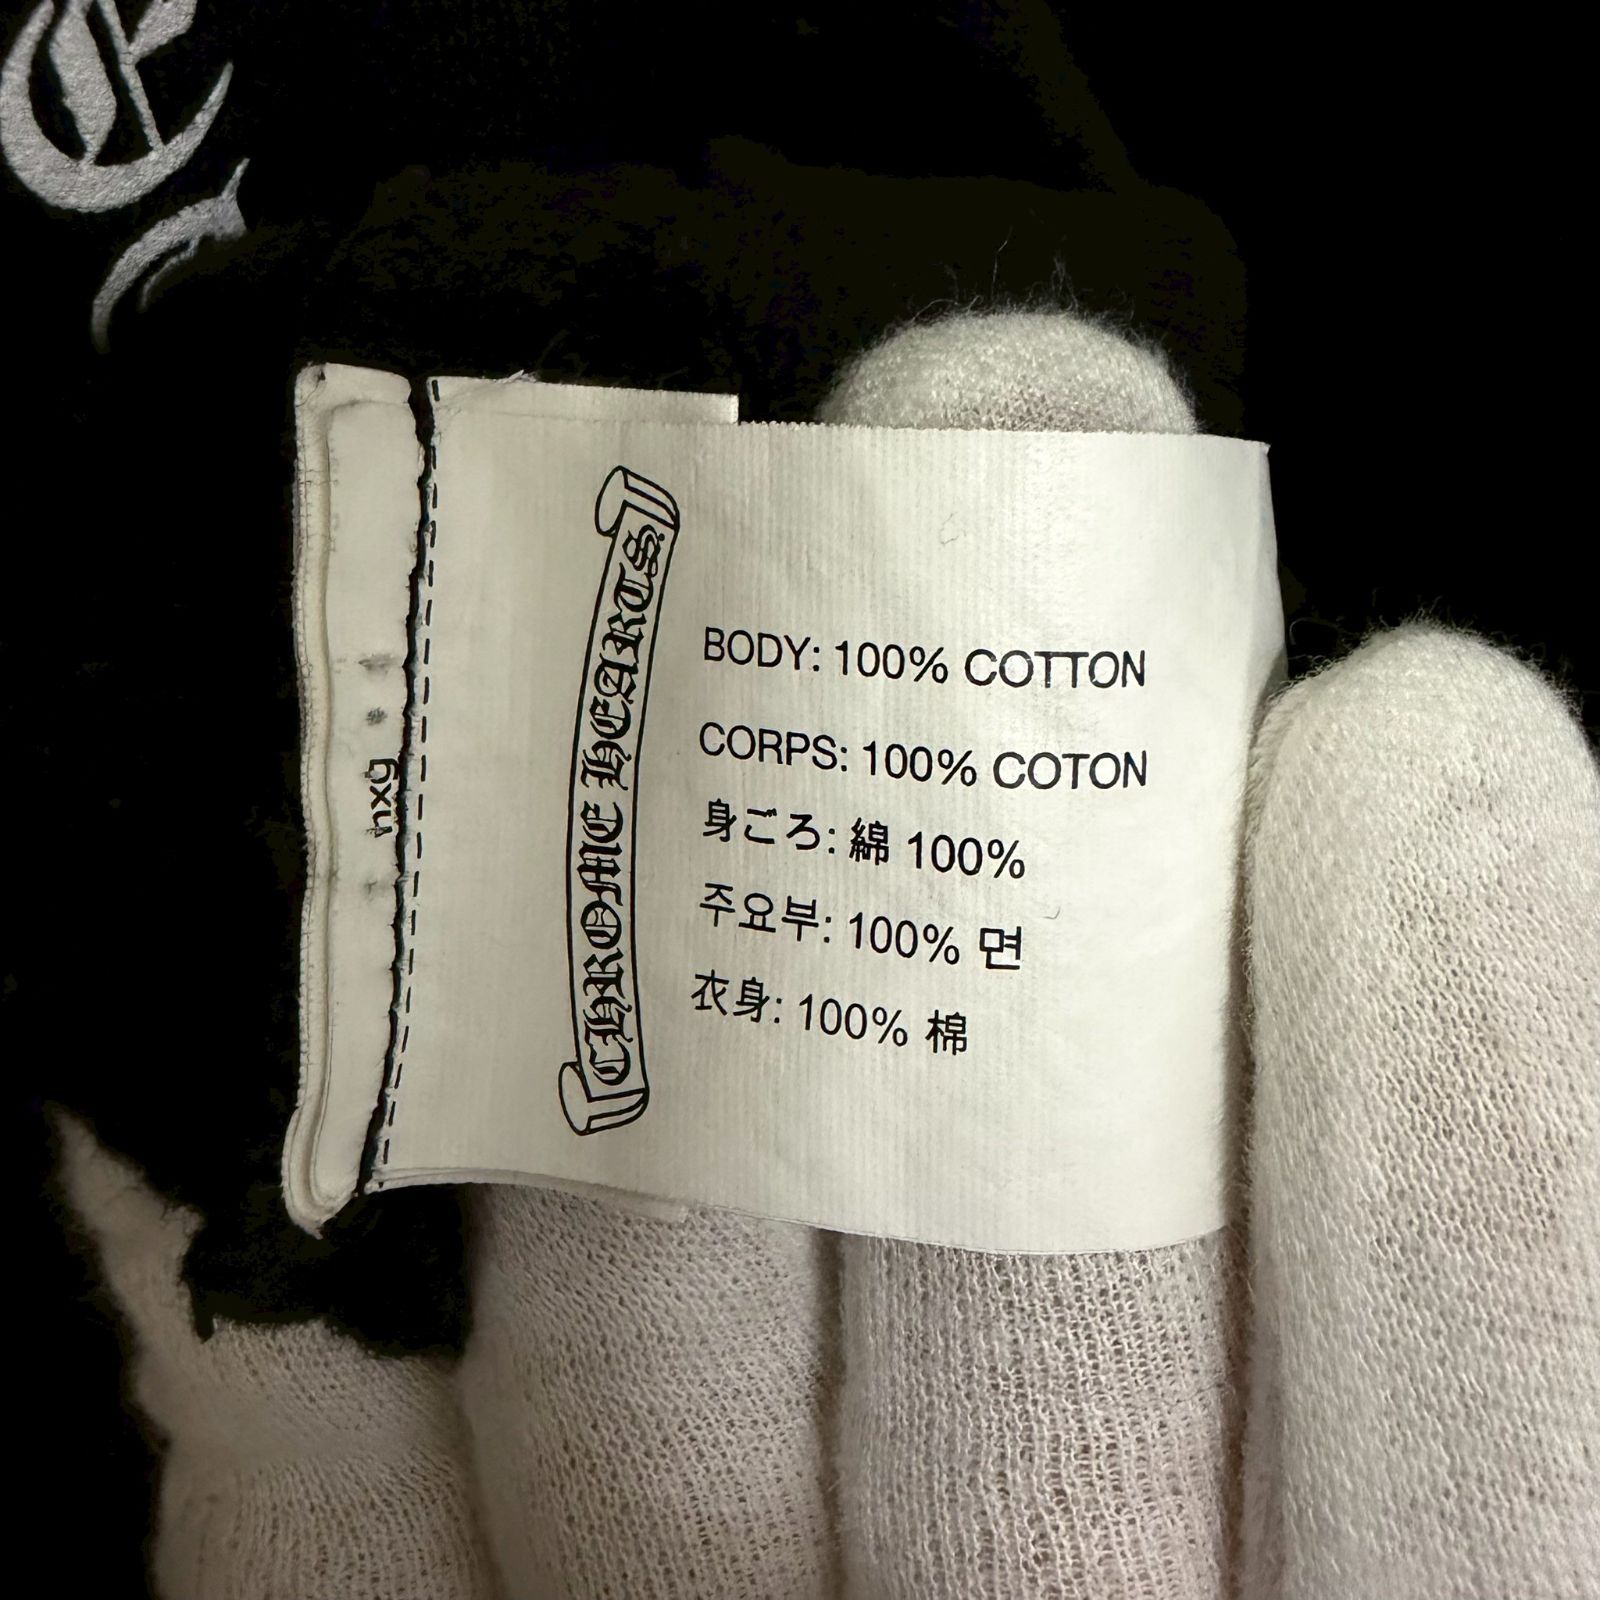 CHROME HEARTS
BODY: 100% COTTON
CORPS: 100% COTON
身ごろ: 綿 100%
주요부: 100% 면
衣身: 100% 棉